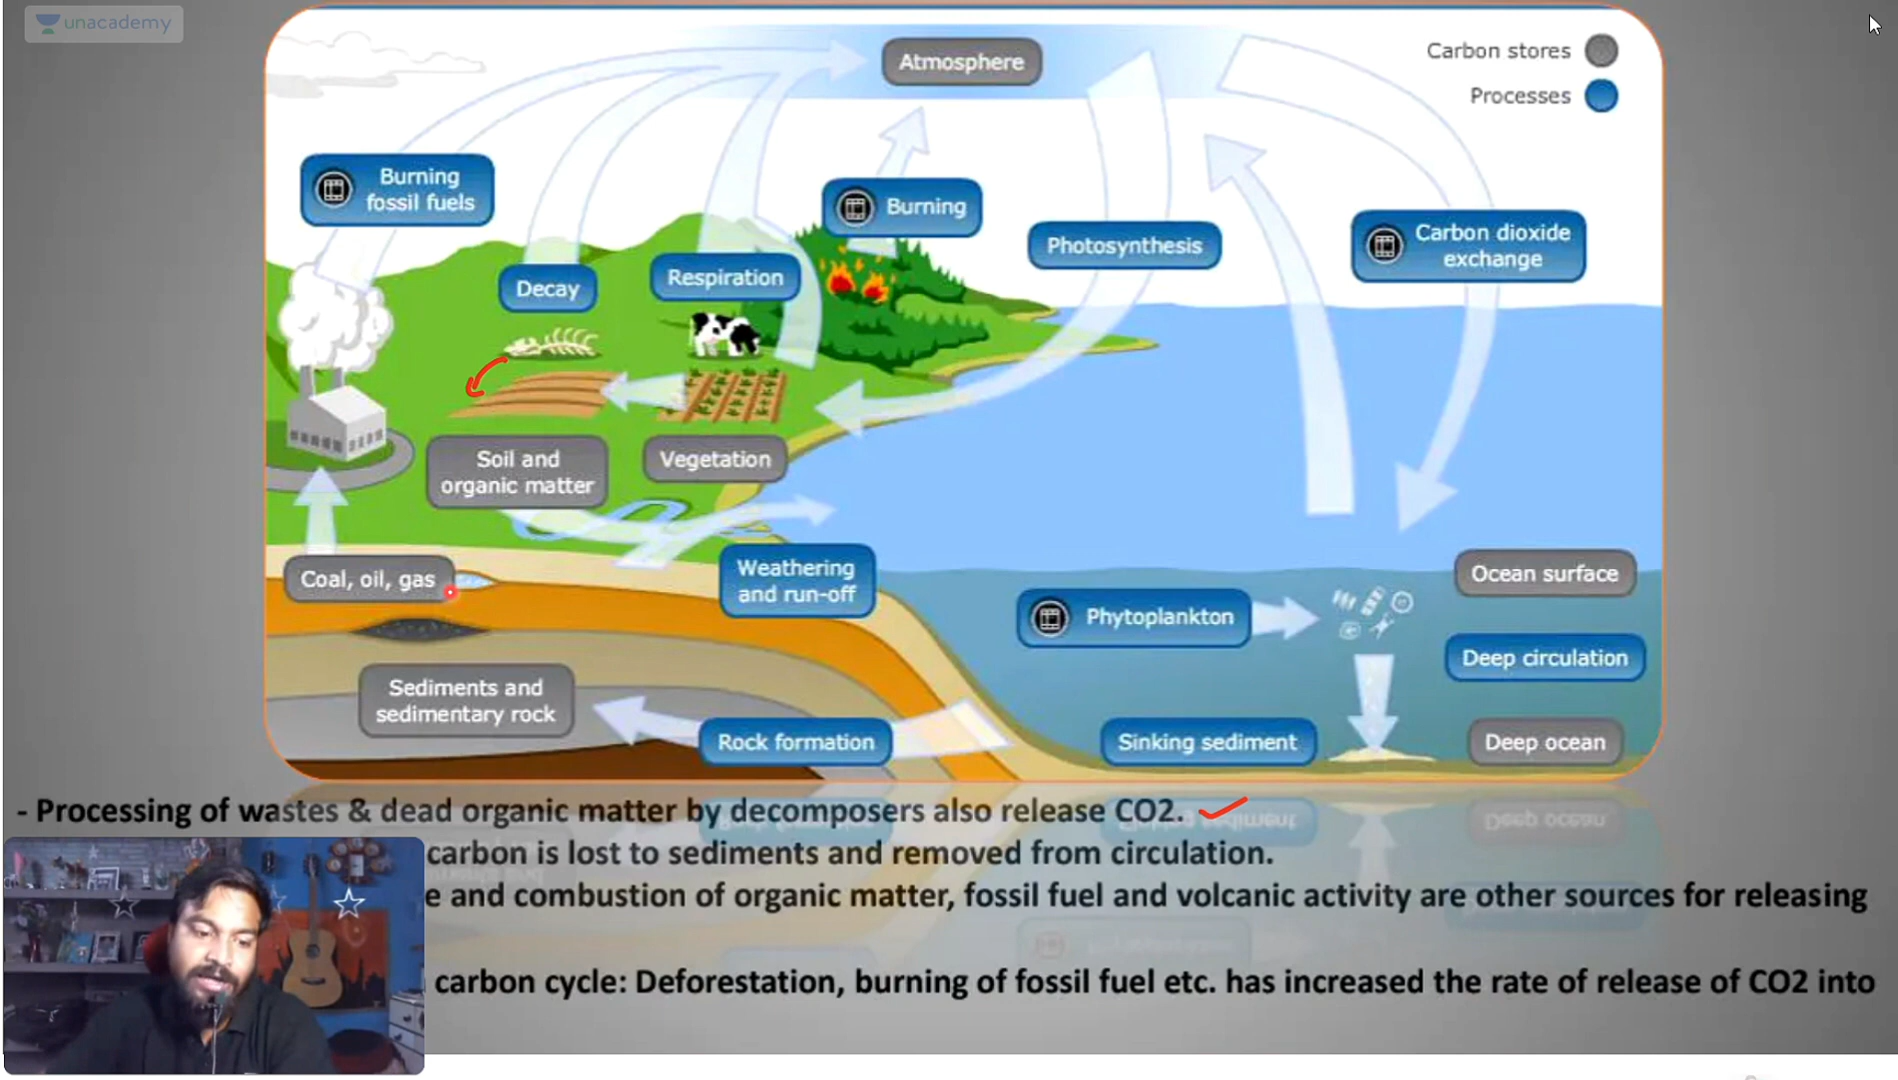 unacademy
Atmosphere
Carbon stores
Processes
Burning
fossil fuels
Burning
Photosynthesis
Carbon dioxide
exchange
Decay
Respiration
Soil and
organic matter
Vegetation
Coal, oil, gas
Weathering
and run-off
Ocean surface
Phytoplankton
Deep circulation
Sediments and
sedimentary rock
Rock formation
Sinking sediment
Deep ocean
- Processing of wastes & dead organic matter by decomposers also release CO2.
carbon is lost to sediments and removed from circulation.
e and combustion of organic matter, fossil fuel and volcanic activity are other sources for releasing
carbon cycle: Deforestation, burning of fossil fuel etc. has increased the rate of release of CO2 into